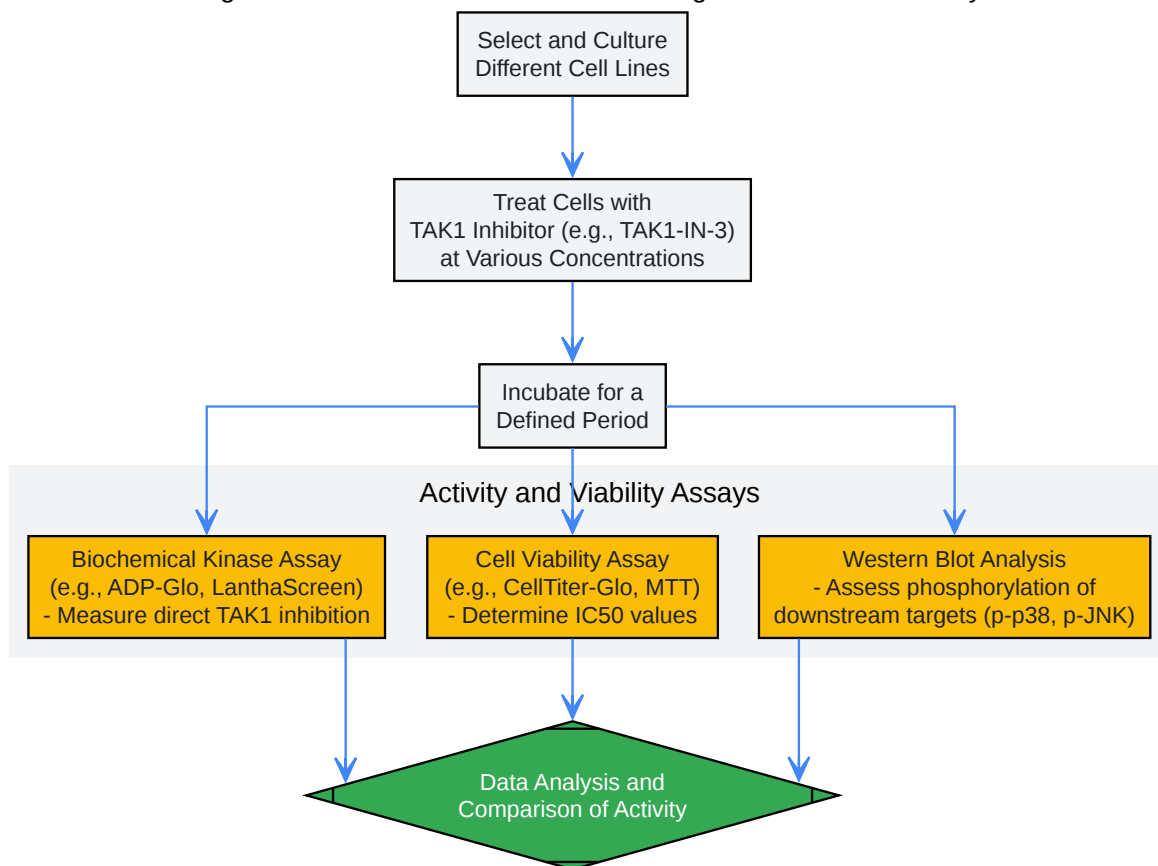 Select and Culture
Different Cell Lines
Treat Cells with
TAK1 Inhibitor (e.g., TAK1-IN-3)
at Various Concentrations
Incubate for a
Defined Period
Activity and Viability Assays
Biochemical Kinase Assay
(e.g., ADP-Glo, LanthaScreen)
- Measure direct TAK1 inhibition
Cell Viability Assay
(e.g., CellTiter-Glo, MTT)
- Determine IC50 values
Western Blot Analysis
- Assess phosphorylation of
downstream targets (p-p38, p-JNK)
Data Analysis and
Comparison of Activity